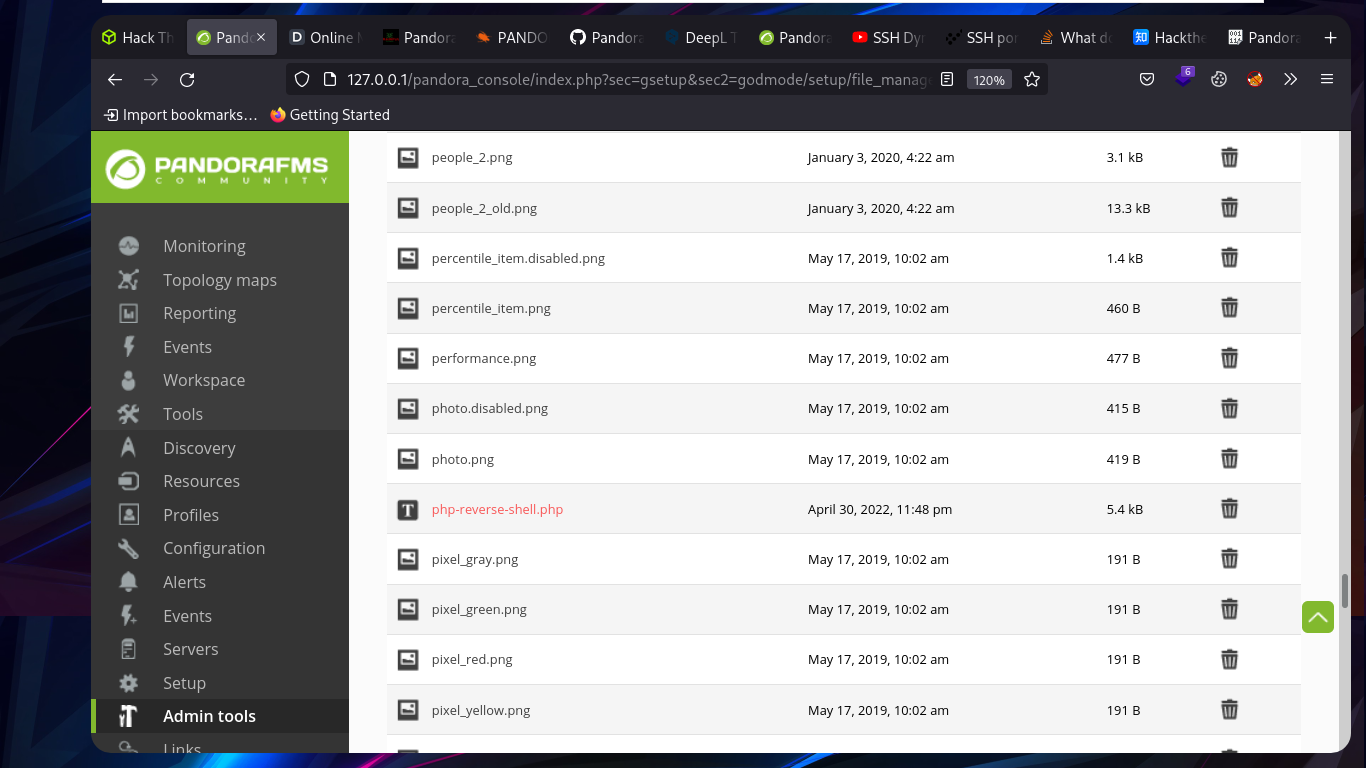 Hack Th
Pand
Online
Pandora
PANDO
Pandora
DeepL T
Pandora
SSH Dy
SSH po
What d
知
Hackthe
Pandora
127.0.0.1/pandora_console/index.php?sec=gsetup&sec2=godmode/setup/file_manag
120%
6
Import bookmarks…
Getting Started
PANDORAFMS
COMMUNITY
Monitoring
Topology maps
Reporting
Events
Workspace
Tools
Discovery
Resources
Profiles
Configuration
Alerts
Events
Servers
Setup
Admin tools
Links
people_2.png January 3, 2020, 4:22 am 3.1 kB
people_2_old.png January 3, 2020, 4:22 am 13.3 kB
percentile_item.disabled.png May 17, 2019, 10:02 am 1.4 kB
percentile_item.png May 17, 2019, 10:02 am 460 B
performance.png May 17, 2019, 10:02 am 477 B
photo.disabled.png May 17, 2019, 10:02 am 415 B
photo.png May 17, 2019, 10:02 am 419 B
php-reverse-shell.php April 30, 2022, 11:48 pm 5.4 kB
pixel_gray.png May 17, 2019, 10:02 am 191 B
pixel_green.png May 17, 2019, 10:02 am 191 B
pixel_red.png May 17, 2019, 10:02 am 191 B
pixel_yellow.png May 17, 2019, 10:02 am 191 B